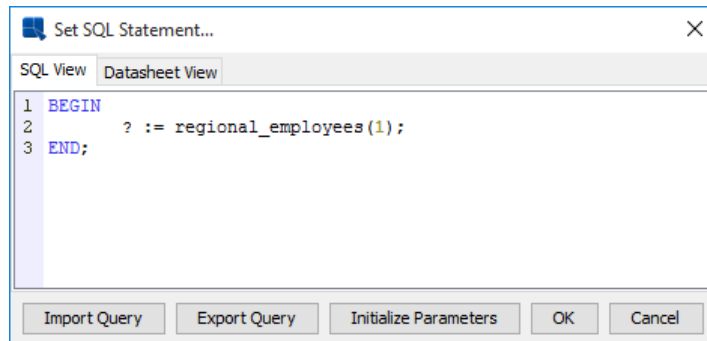 Set SQL Statement...
SQL View Datasheet View
1 BEGIN
2 ? := regional_employees(1);
3 END;
Import Query Export Query Initialize Parameters OK Cancel